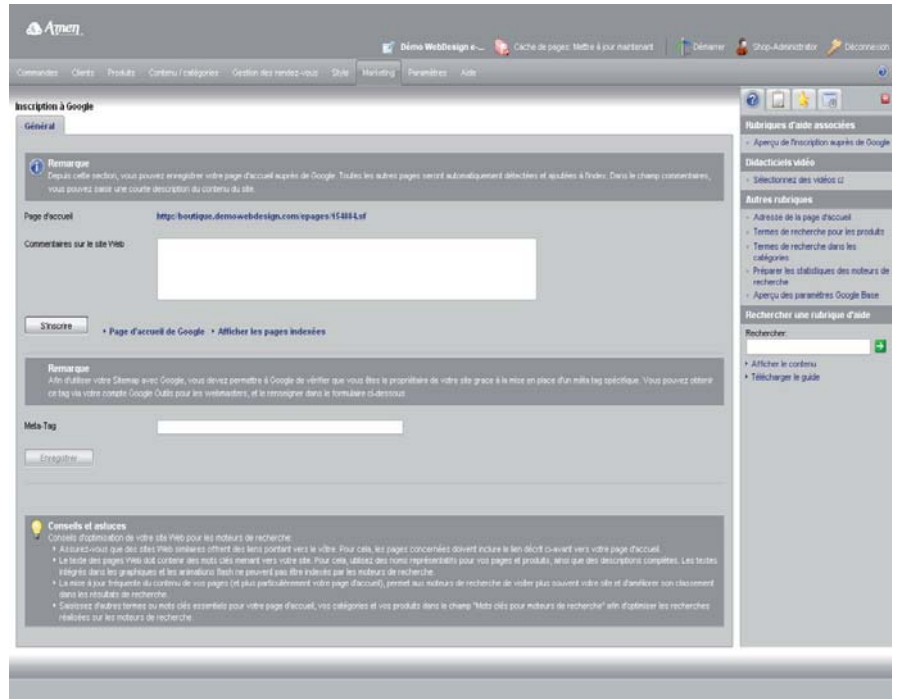 Amen
Démo WebDesign e-... Cache de pages: Mettre à jour maintenant Démarrer Shop-Administrator Déconnexion
Commandes Clients Produits Contenu / catégories Gestion des rendez-vous Style Marketing Paramètres Aide
Inscription à Google
Général
Remarque
Depuis cette section, vous pouvez enregistrer votre page d'accueil auprès de Google. Toutes les autres pages seront automatiquement détectées et ajoutées à l'index. Dans le champ commentaires,
vous pouvez saisir une courte description du contenu du site.
Page d'accueil http:/boutique.demowebdesign.com/epages/154884.sf
Commentaires sur le site Web
S'inscrire Page d'accueil de Google Afficher les pages indexées
Remarque
Afin d'utiliser votre Sitemap avec Google, vous devez permettre à Google de vérifier que vous êtes le propriétaire de votre site grace à la mise en place d'un méta tag spécifique. Vous pouvez obtenir
ce tag via votre compte Google Outils pour les webmasters, et le renseigner dans le formulaire ci-dessous.
Meta-Tag
Enregistrer
Conseils et astuces
Conseils d'optimisation de votre site Web pour les moteurs de recherche:
Assurez-vous que des sites Web similaires offrent des liens pointant vers le vôtre. Pour cela, les pages concernées doivent inclure le lien décrit ci-avant vers votre page d'accueil.
Le texte des pages Web doit contenir des mots clés menant vers votre site. Pour cela, utilisez des noms représentatifs pour vos pages et produits, ainsi que des descriptions complètes. Les textes
intégrés dans les graphiques et les animations flash ne peuvent pas être indexés par les moteurs de recherche.
La mise à jour fréquente du contenu de vos pages (et plus particulièrement votre page d'accueil), permet aux moteurs de recherche de visiter plus souvent votre site et d'améliorer son classement
dans les résultats de recherche.
Saisissez d'autres termes ou mots clés essentiels pour votre page d'accueil, vos catégories et vos produits dans le champ "Mots clés pour moteurs de recherche" afin d'optimiser les recherches
réalisées sur les moteurs de recherche.
Rubriques d'aide associées
Aperçu de l'inscription auprès de Google
Didacticiels vidéo
Sélectionnez des vidéos
Autres rubriques
Adresse de la page d'accueil
Termes de recherche pour les produits
Termes de recherche dans les
catégories
Préparer les statistiques des moteurs de
recherche
Aperçu des paramètres Google Base
Rechercher une rubrique d'aide
Rechercher:
Afficher le contenu
Télécharger le guide